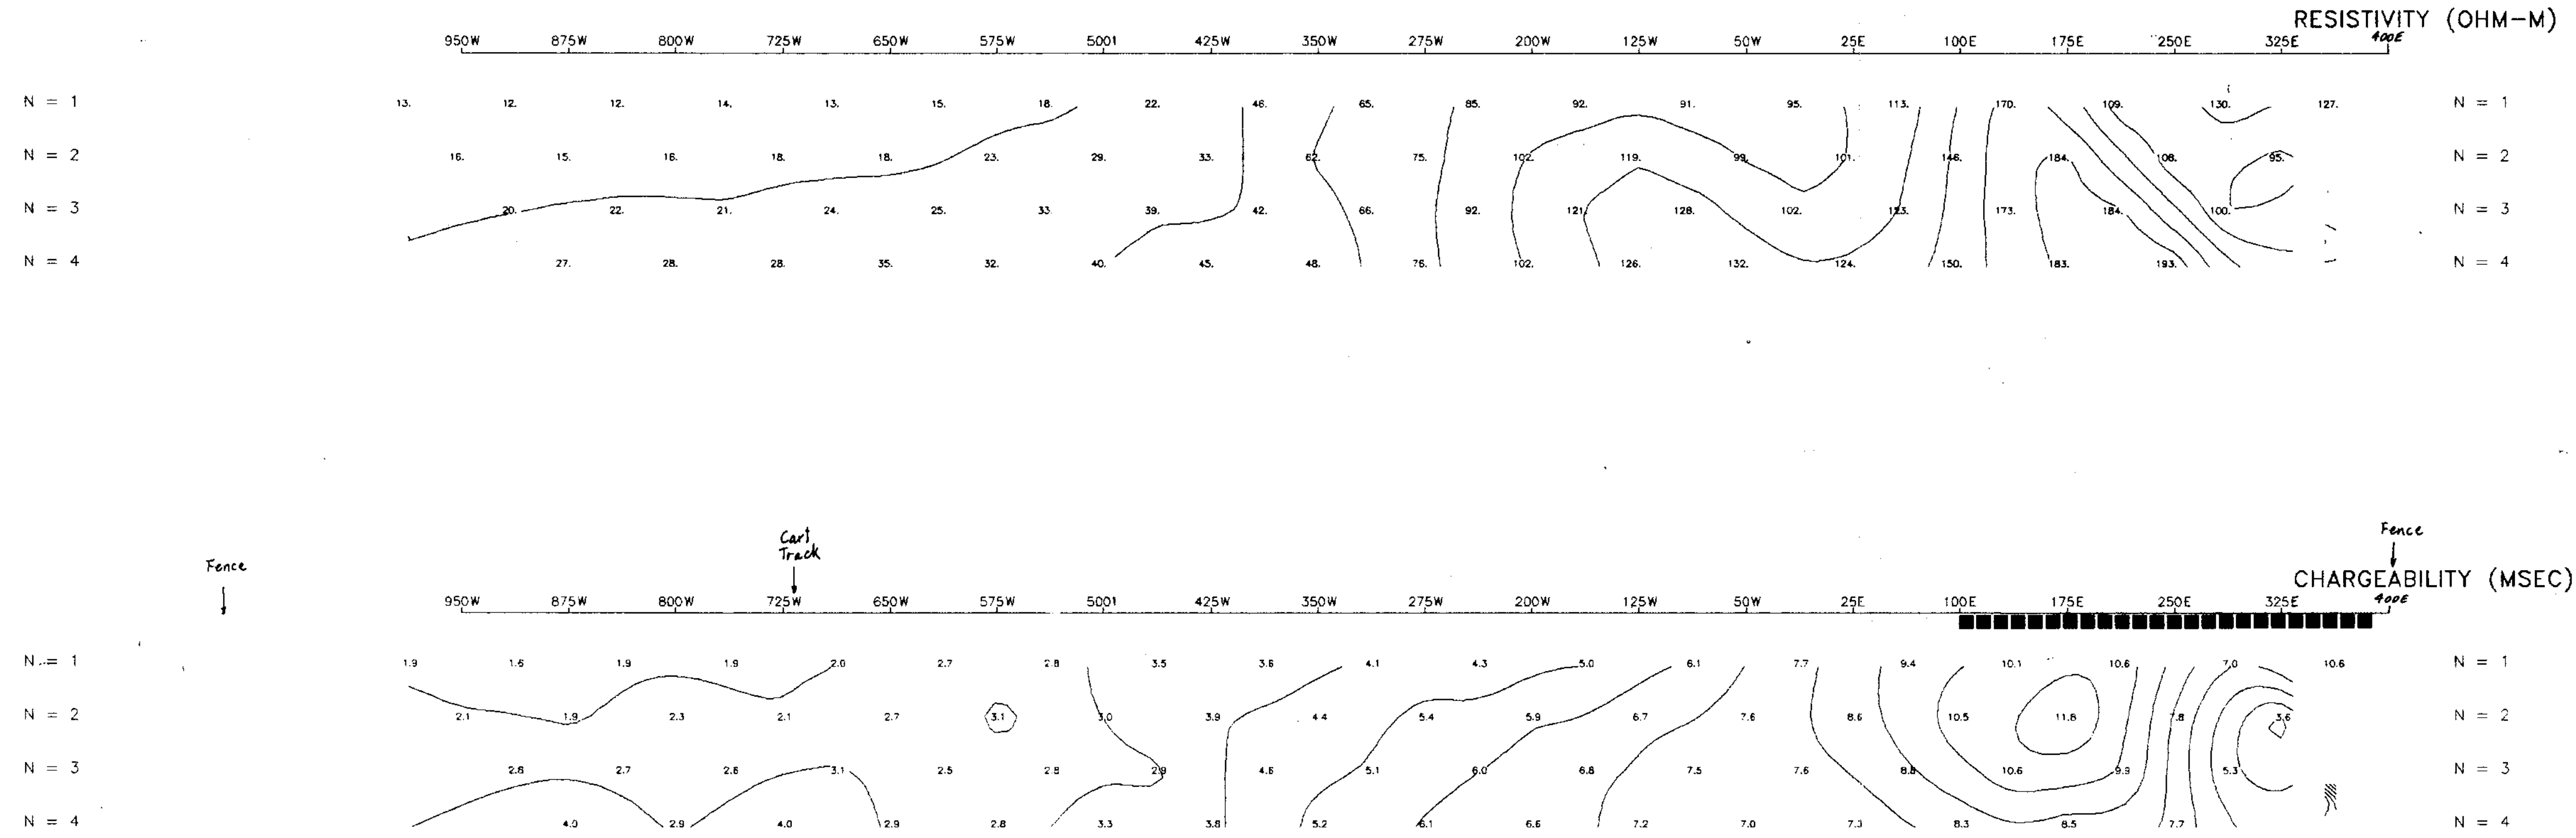 RESISTIVITY (OHM-M)
950W 875W 800W 725W 650W 575W 5001 425W 350W 275W 200W 125W 50W 25E 100E 175E 250E 325E 400E
N = 1 13. 12. 12. 14. 13. 15. 18. 22. 46. 65. 85. 92. 91. 95. 113. 170. 109. 130. 127. N = 1
N = 2 16. 15. 16. 18. 18. 23. 29. 33. 62. 75. 102. 119. 99. 101. 146. 184. 108. 95. N = 2
N = 3 20. 22. 21. 24. 25. 33. 39. 42. 66. 92. 121. 128. 102. 123. 173. 184. 100. N = 3
N = 4 27. 28. 28. 35. 32. 40. 45. 48. 76. 102. 126. 132. 124. 150. 183. 193. N = 4
Fence
Cart
Track
Fence
CHARGEABILITY (MSEC)
950W 875W 800W 725W 650W 575W 5001 425W 350W 275W 200W 125W 50W 25E 100E 175E 250E 325E 400E
N = 1 1.9 1.6 1.9 1.9 2.0 2.7 2.8 3.5 3.6 4.1 4.3 5.0 6.1 7.7 9.4 10.1 10.6 7.0 10.6 N = 1
N = 2 2.1 1.9 2.3 2.1 2.7 3.1 3.0 3.9 4.4 5.4 5.9 6.7 7.6 8.6 10.5 11.8 7.8 3.6 N = 2
N = 3 2.8 2.7 2.6 3.1 2.5 2.8 2.9 4.6 5.1 6.0 6.8 7.5 7.6 8.8 10.6 9.9 5.3 N = 3
N = 4 4.0 2.9 4.0 2.9 2.8 3.3 3.8 5.2 6.1 6.6 7.2 7.0 7.3 8.3 8.5 7.7 N = 4